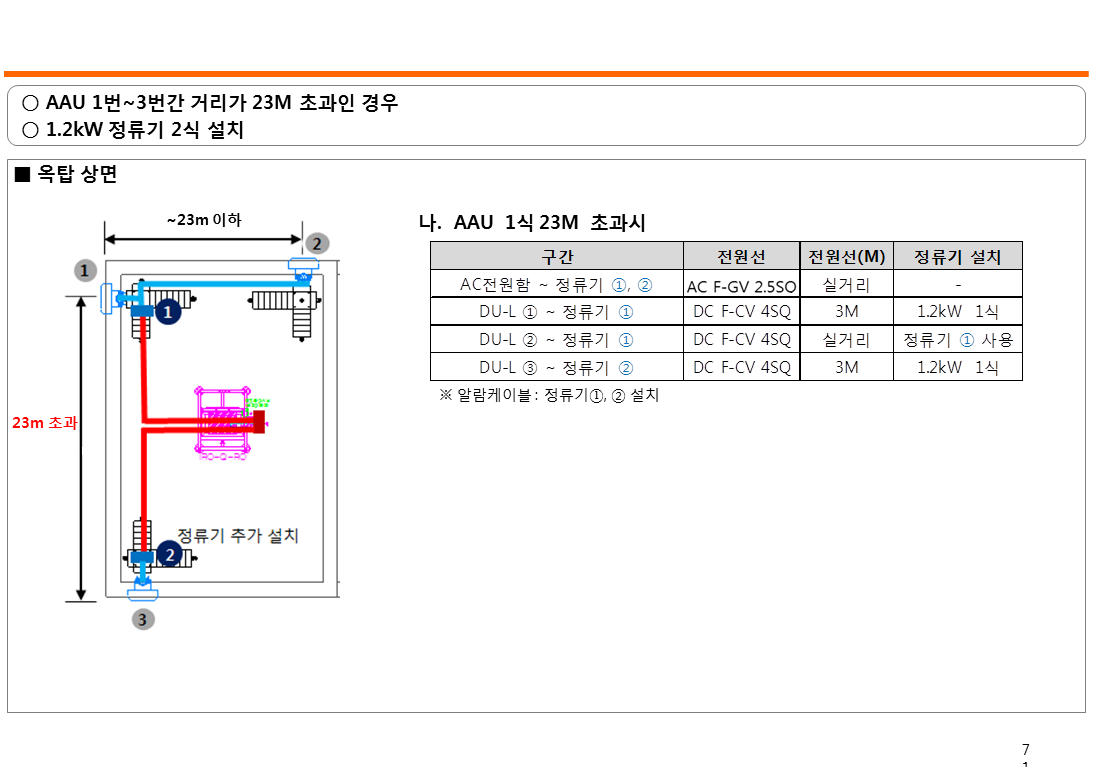 ○ AAU 1번~3번간 거리가 23M 초과인 경우
○ 1.2kW 정류기 2식 설치
■ 옥탑 상면
~23m 이하
2
1
1
23m 초과
정류기 추가 설치
2
3
나. AAU 1식 23M 초과시
구간 전원선 전원선(M) 정류기 설치
AC전원함 ~ 정류기 ①, ② AC F-GV 2.5SO 실거리 -
DU-L ① ~ 정류기 ① DC F-CV 4SQ 3M 1.2kW 1식
DU-L ② ~ 정류기 ① DC F-CV 4SQ 실거리 정류기 ① 사용
DU-L ③ ~ 정류기 ② DC F-CV 4SQ 3M 1.2kW 1식
※ 알람케이블 : 정류기①, ② 설치
7
1